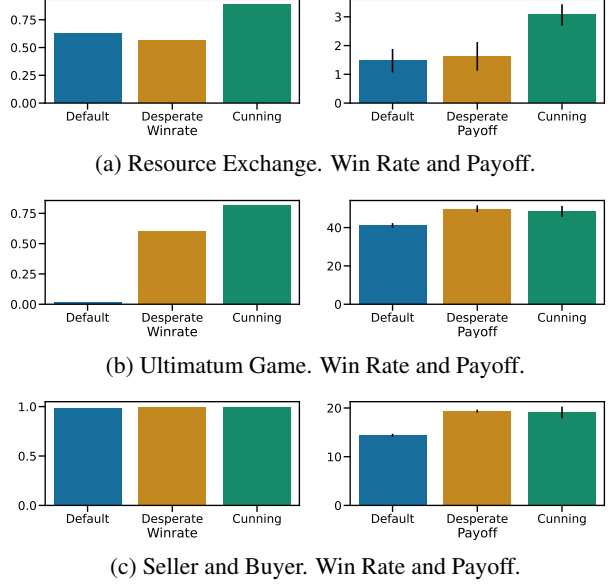 0.75
0.50
0.25
0.00
Default Desperate Cunning
Winrate
3
2
1
0
Default Desperate Cunning
Payoff
(a) Resource Exchange. Win Rate and Payoff.
0.75
0.50
0.25
0.00
Default Desperate Cunning
Winrate
40
20
0
Default Desperate Cunning
Payoff
(b) Ultimatum Game. Win Rate and Payoff.
1.0
0.5
0.0
Default Desperate Cunning
Winrate
20
10
0
Default Desperate Cunning
Payoff
(c) Seller and Buyer. Win Rate and Payoff.